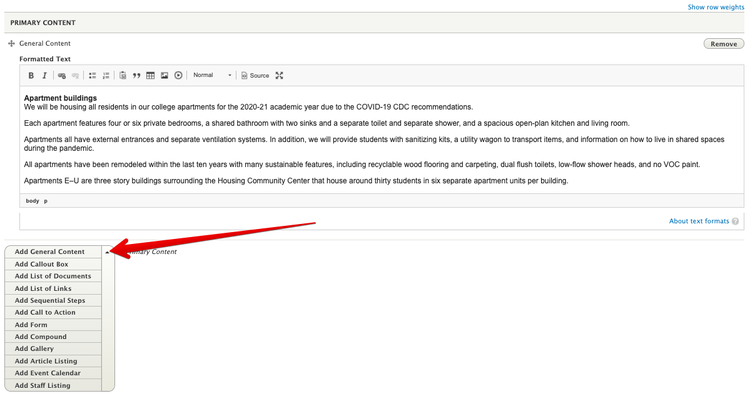 Show row weights
PRIMARY CONTENT
General Content
Remove
Formatted Text
B I Normal Source
Apartment buildings
We will be housing all residents in our college apartments for the 2020-21 academic year due to the COVID-19 CDC recommendations.
Each apartment features four or six private bedrooms, a shared bathroom with two sinks and a separate toilet and separate shower, and a spacious open-plan kitchen and living room.
Apartments all have external entrances and separate ventilation systems. In addition, we will provide students with sanitizing kits, a utility wagon to transport items, and information on how to live in shared spaces
during the pandemic.
All apartments have been remodeled within the last ten years with many sustainable features, including recyclable wood flooring and carpeting, dual flush toilets, low-flow shower heads, and no VOC paint.
Apartments E–U are three story buildings surrounding the Housing Community Center that house around thirty students in six separate apartment units per building.
body p
About text formats ?
Add General Content
Primary Content
Add Callout Box
Add List of Documents
Add List of Links
Add Sequential Steps
Add Call to Action
Add Form
Add Compound
Add Gallery
Add Article Listing
Add Event Calendar
Add Staff Listing